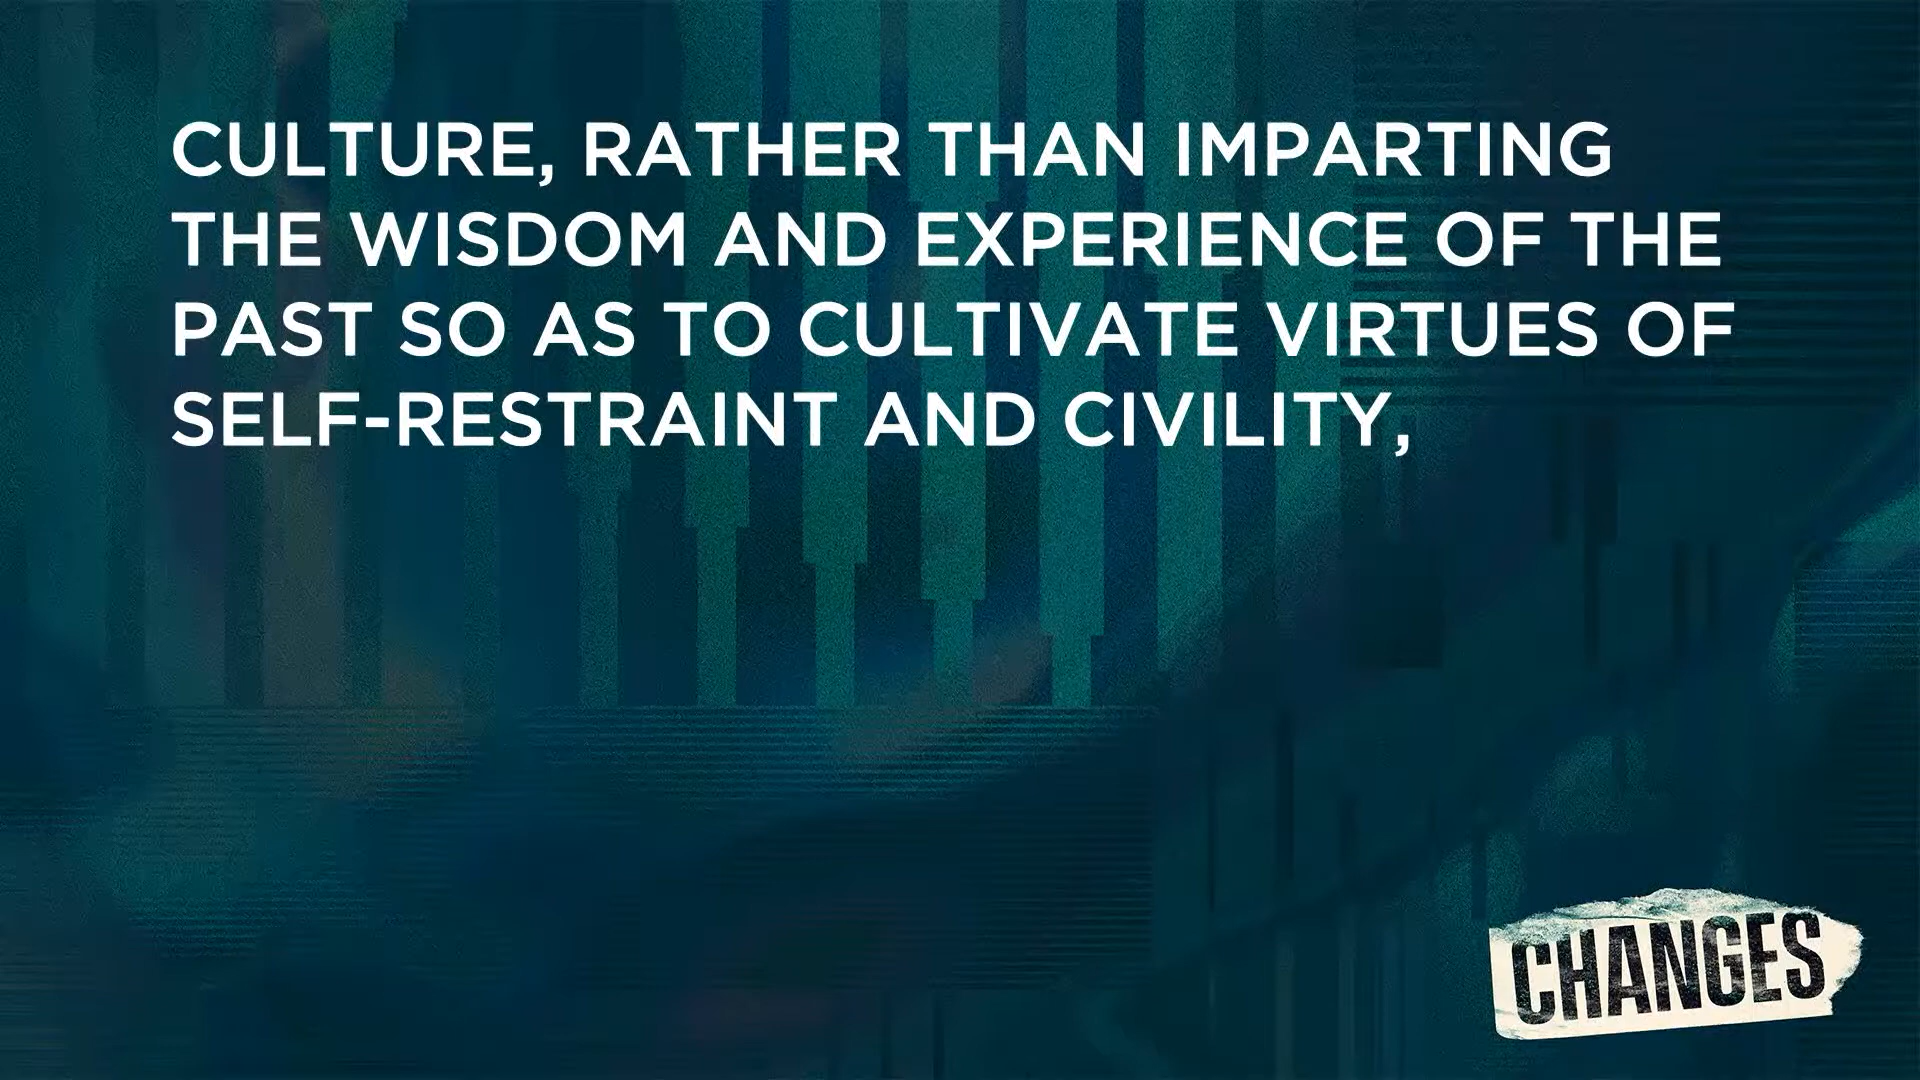 CULTURE, RATHER THAN IMPARTING
THE WISDOM AND EXPERIENCE OF THE
PAST SO AS TO CULTIVATE VIRTUES OF
SELF-RESTRAINT AND CIVILITY,
CHANGES